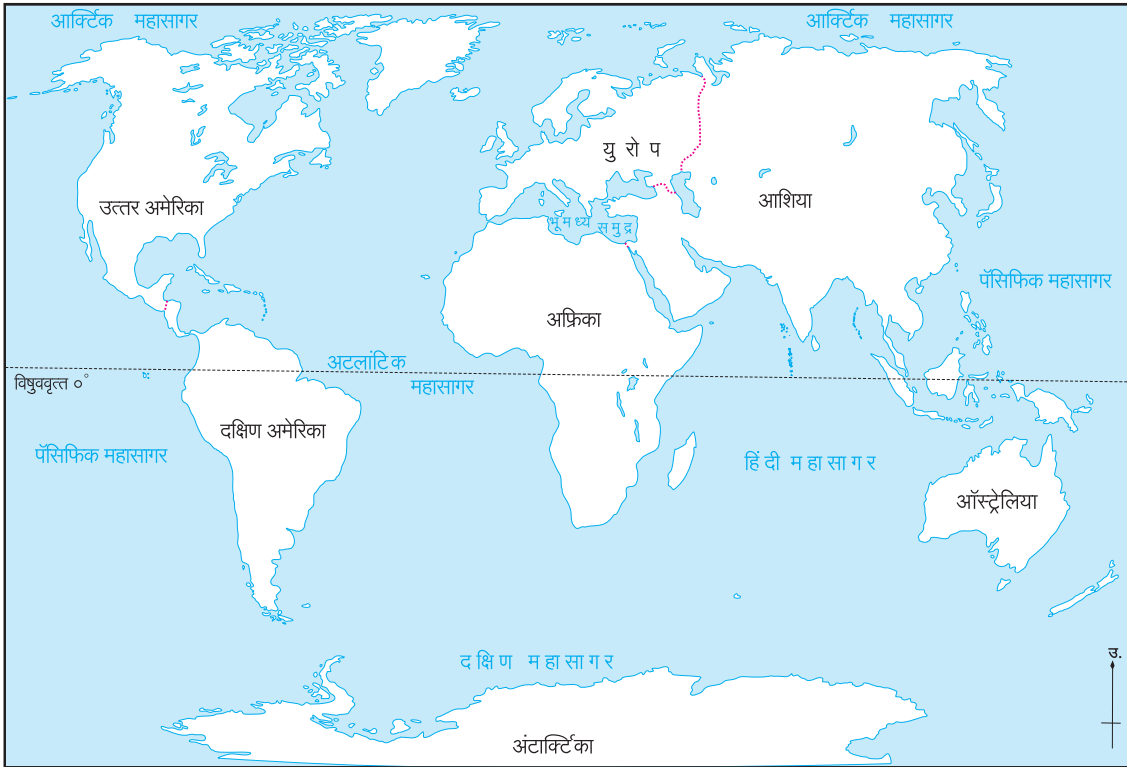 आर्क्टिक महासागर
आर्क्टिक महासागर
यु रो प
उत्तर अमेरिका
आशिया
भूमध्य समुद्र
पॅसिफिक महासागर
अफ्रिका
अटलांटिक
महासागर
विषुववृत्त ०°
दक्षिण अमेरिका
पॅसिफिक महासागर
हिंदी महासागर
ऑस्ट्रेलिया
दक्षिण महासागर
उ.
अंटार्क्टिका